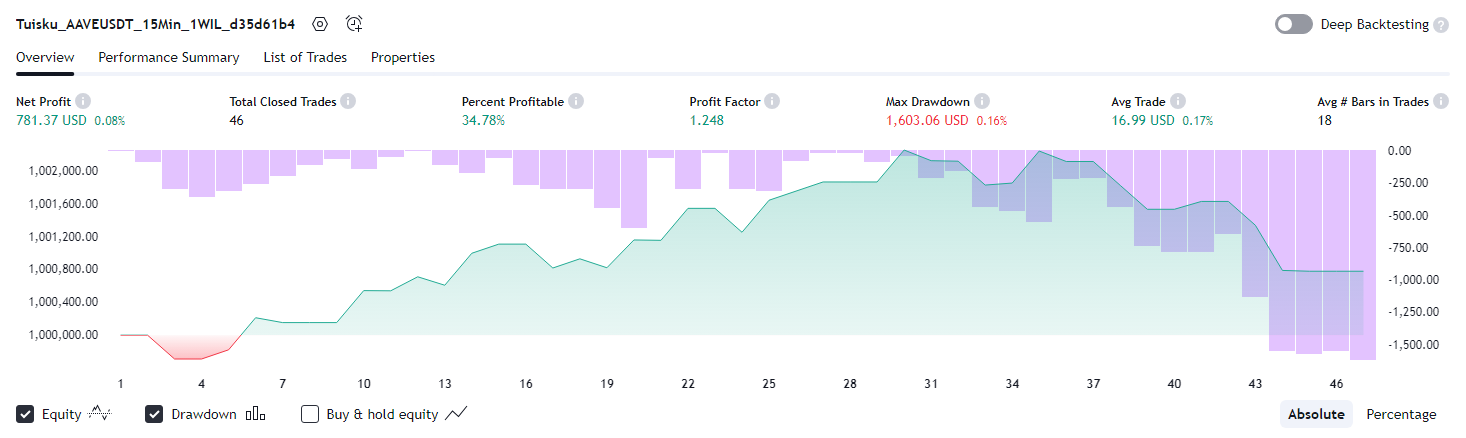 Tuisku_AAVEUSDT_15Min_1WIL_d35d61b4
Deep Backtesting ?
Overview Performance Summary List of Trades Properties
Net Profit Total Closed Trades Percent Profitable Profit Factor Max Drawdown Avg Trade Avg # Bars in Trades
781.37 USD 0.08% 46 34.78% 1.248 1,603.06 USD 0.16% 16.99 USD 0.17% 18
0.00
1,002,000.00
-250.00
1,001,600.00
-500.00
1,001,200.00
-750.00
1,000,800.00
-1,000.00
1,000,400.00
-1,250.00
1,000,000.00
-1,500.00
1 4 7 10 13 16 19 22 25 28 31 34 37 40 43 46
Equity Drawdown Buy & hold equity Absolute Percentage